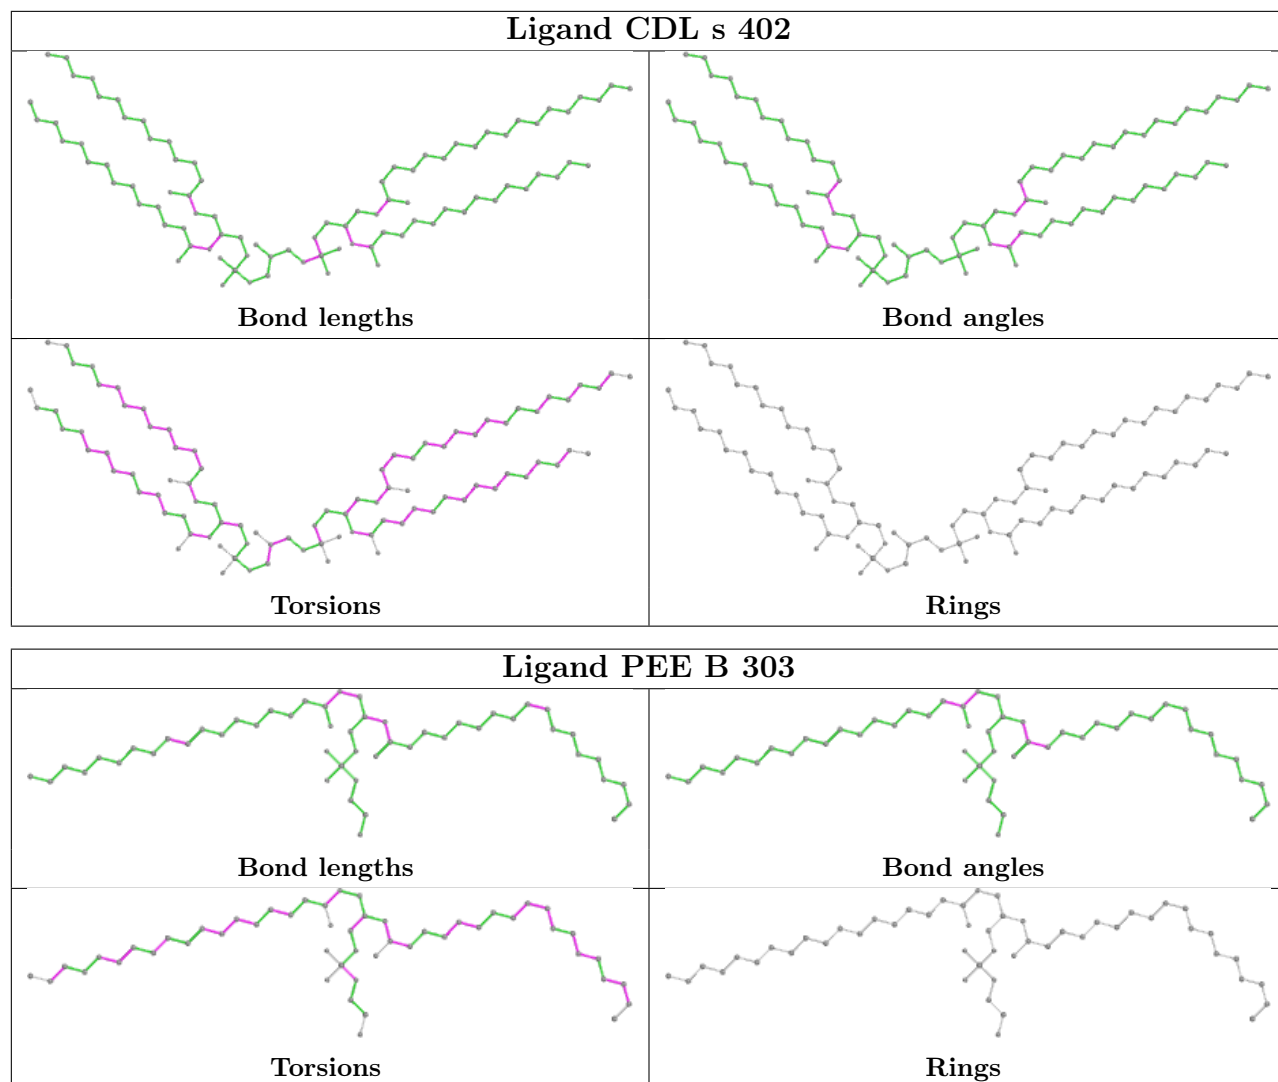 Ligand CDL s 402
Bond lengths
Bond angles
Torsions
Rings
Ligand PEE B 303
Bond lengths
Bond angles
Torsions
Rings